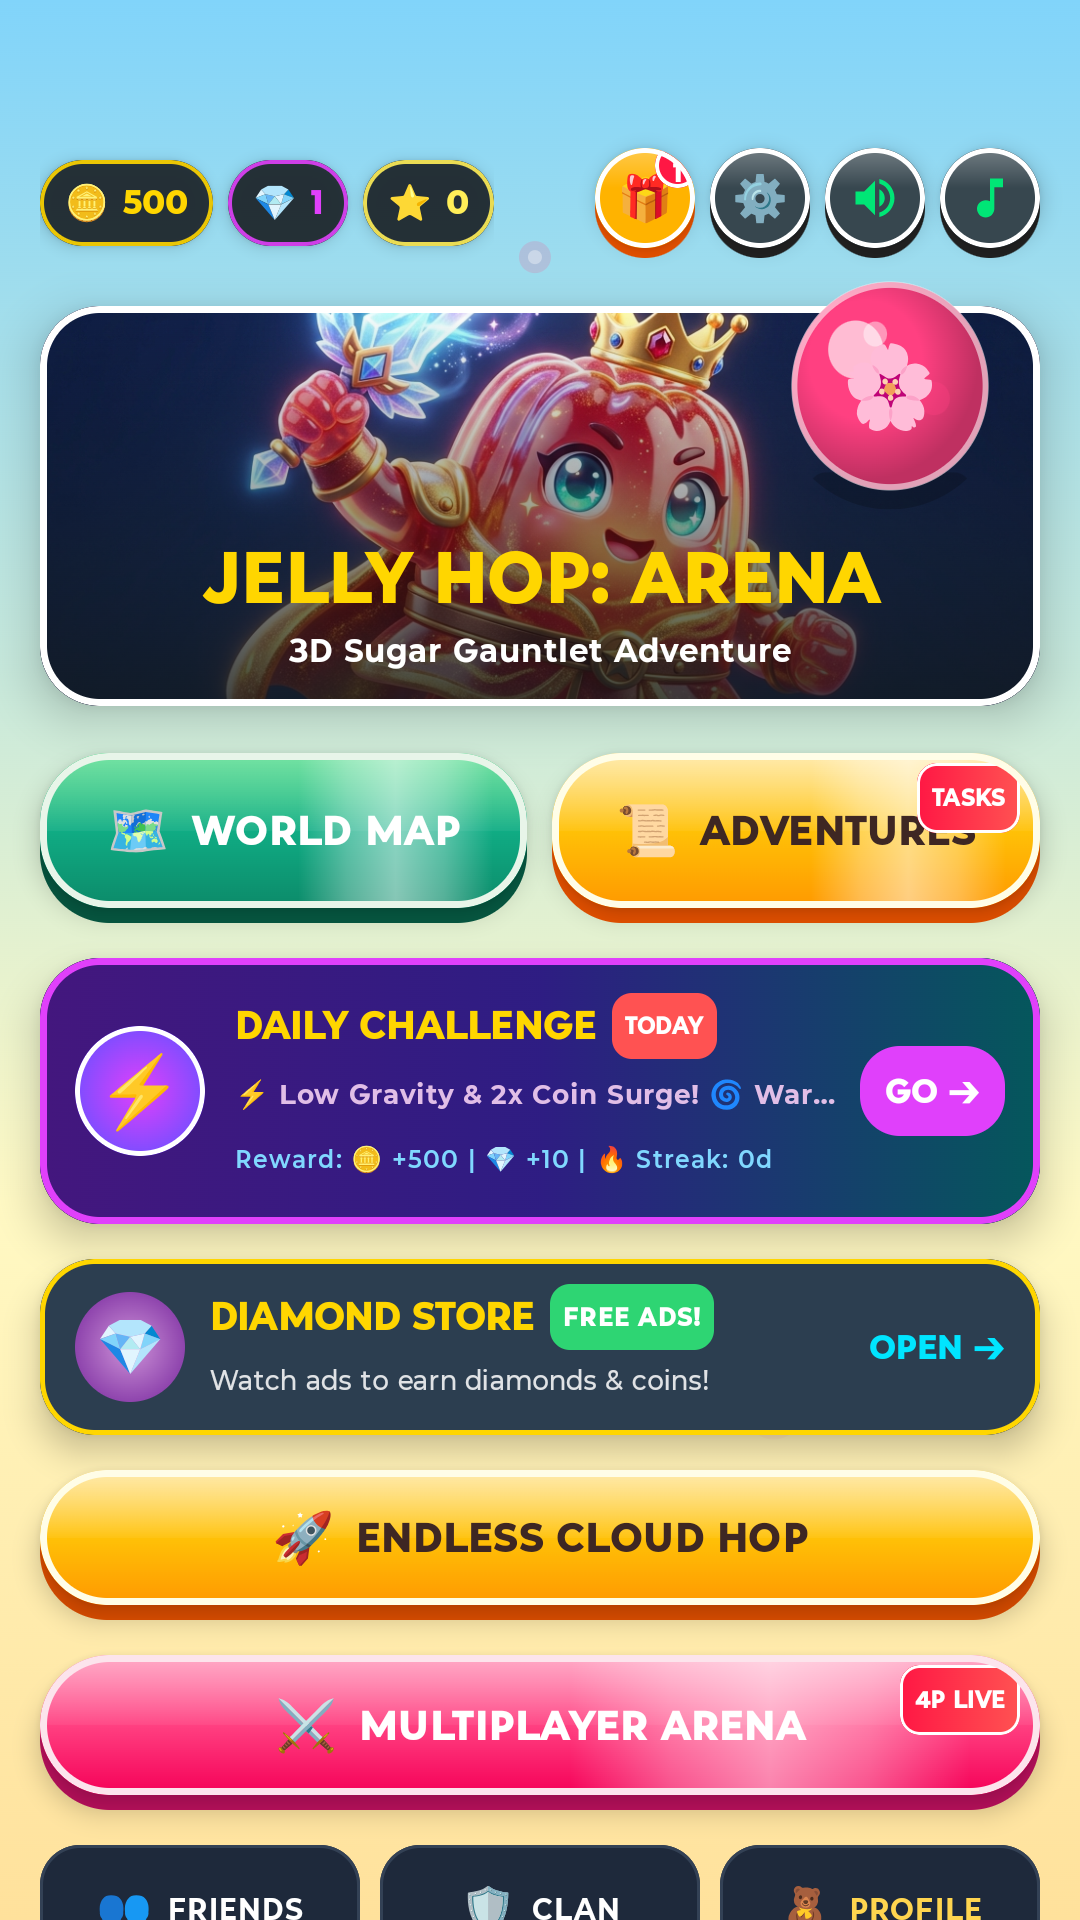 500
1
0
JELLY HOP: ARENA
3D Sugar Gauntlet Adventure
WORLD MAP
ADVENTURES
TASKS
DAILY CHALLENGE
TODAY
Low Gravity & 2x Coin Surge! 🌀 War...
GO →
Reward: 🪙 +500 | 💎 +10 | 🔥 Streak: 0d
DIAMOND STORE
FREE ADS!
Watch ads to earn diamonds & coins!
OPEN →
ENDLESS CLOUD HOP
MULTIPLAYER ARENA
4P LIVE
FRIENDS
CLAN
PROFILE